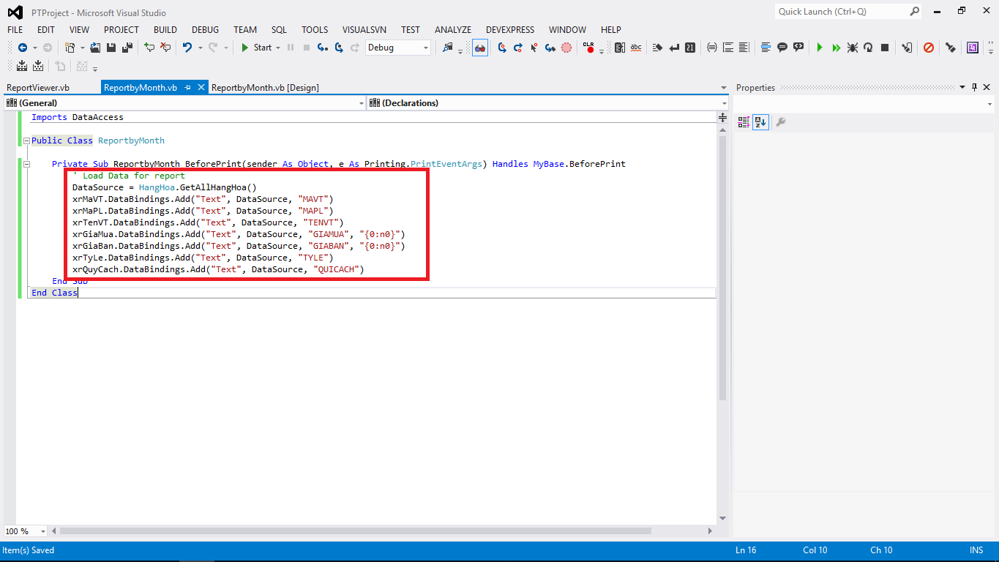 PTProject - Microsoft Visual Studio
Quick Launch (Ctrl+Q)
FILE EDIT VIEW PROJECT BUILD DEBUG TEAM SQL TOOLS VISUALSVN TEST ANALYZE DEVEXPRESS WINDOW HELP
Start Debug CLR abc 21
ReportViewer.vb ReportbyMonth.vb ReportbyMonth.vb [Design]
Properties
(General) (Declarations)
Imports DataAccess
Public Class ReportbyMonth
Private Sub ReportbyMonth_BeforePrint(sender As Object, e As Printing.PrintEventArgs) Handles MyBase.BeforePrint
' Load Data for report
DataSource = HangHoa.GetAllHangHoa()
xrMaVT.DataBindings.Add("Text", DataSource, "MAVT")
xrMaPL.DataBindings.Add("Text", DataSource, "MAPL")
xrTenVT.DataBindings.Add("Text", DataSource, "TENVT")
xrGiaMua.DataBindings.Add("Text", DataSource, "GIAMUA", "{0:n0}")
xrGiaBan.DataBindings.Add("Text", DataSource, "GIABAN", "{0:n0}")
xrTyLe.DataBindings.Add("Text", DataSource, "TYLE")
xrQuyCach.DataBindings.Add("Text", DataSource, "QUICACH")
End Sub
End Class
100 %
Item(s) Saved
Ln 16 Col 10 Ch 10 INS